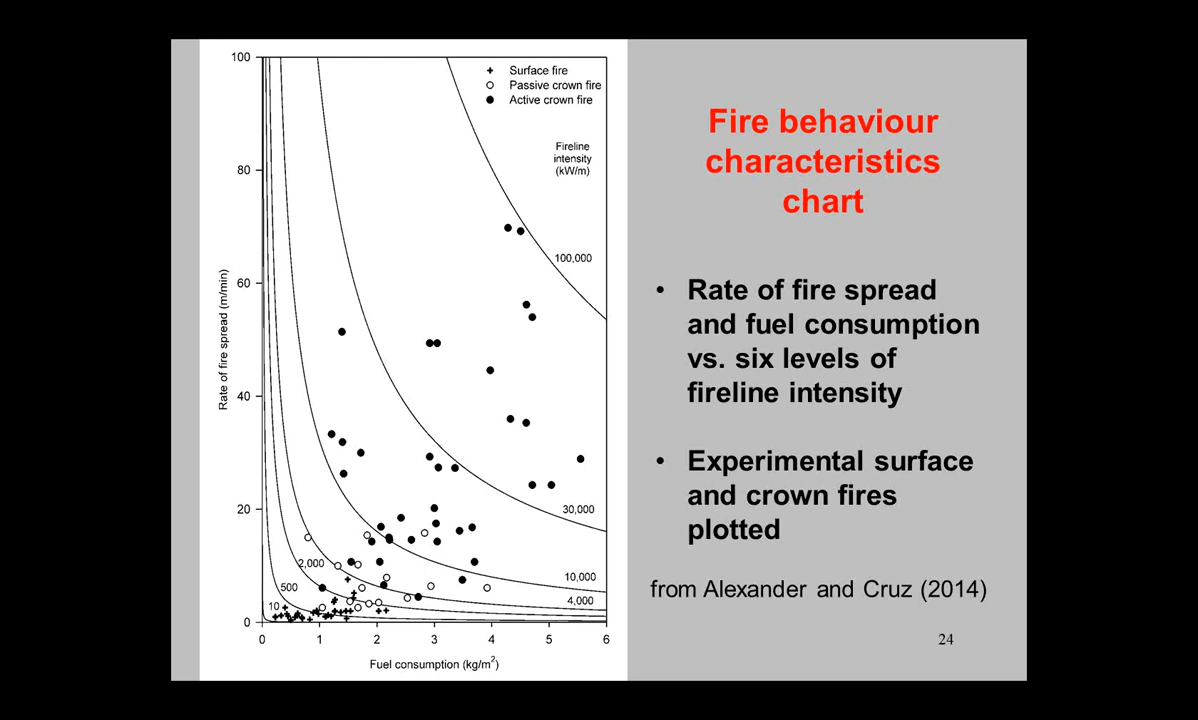 100
80
60
40
20
0
0 1 2 3 4 5 6
Rate of fire spread (m/min)
Fuel consumption (kg/m²)
+ Surface fire
○ Passive crown fire
● Active crown fire
Fireline
intensity
(kW/m)
100,000
30,000
10,000
4,000
2,000
500
10
Fire behaviour
characteristics
chart
• Rate of fire spread
and fuel consumption
vs. six levels of
fireline intensity
• Experimental surface
and crown fires
plotted
from Alexander and Cruz (2014)
24